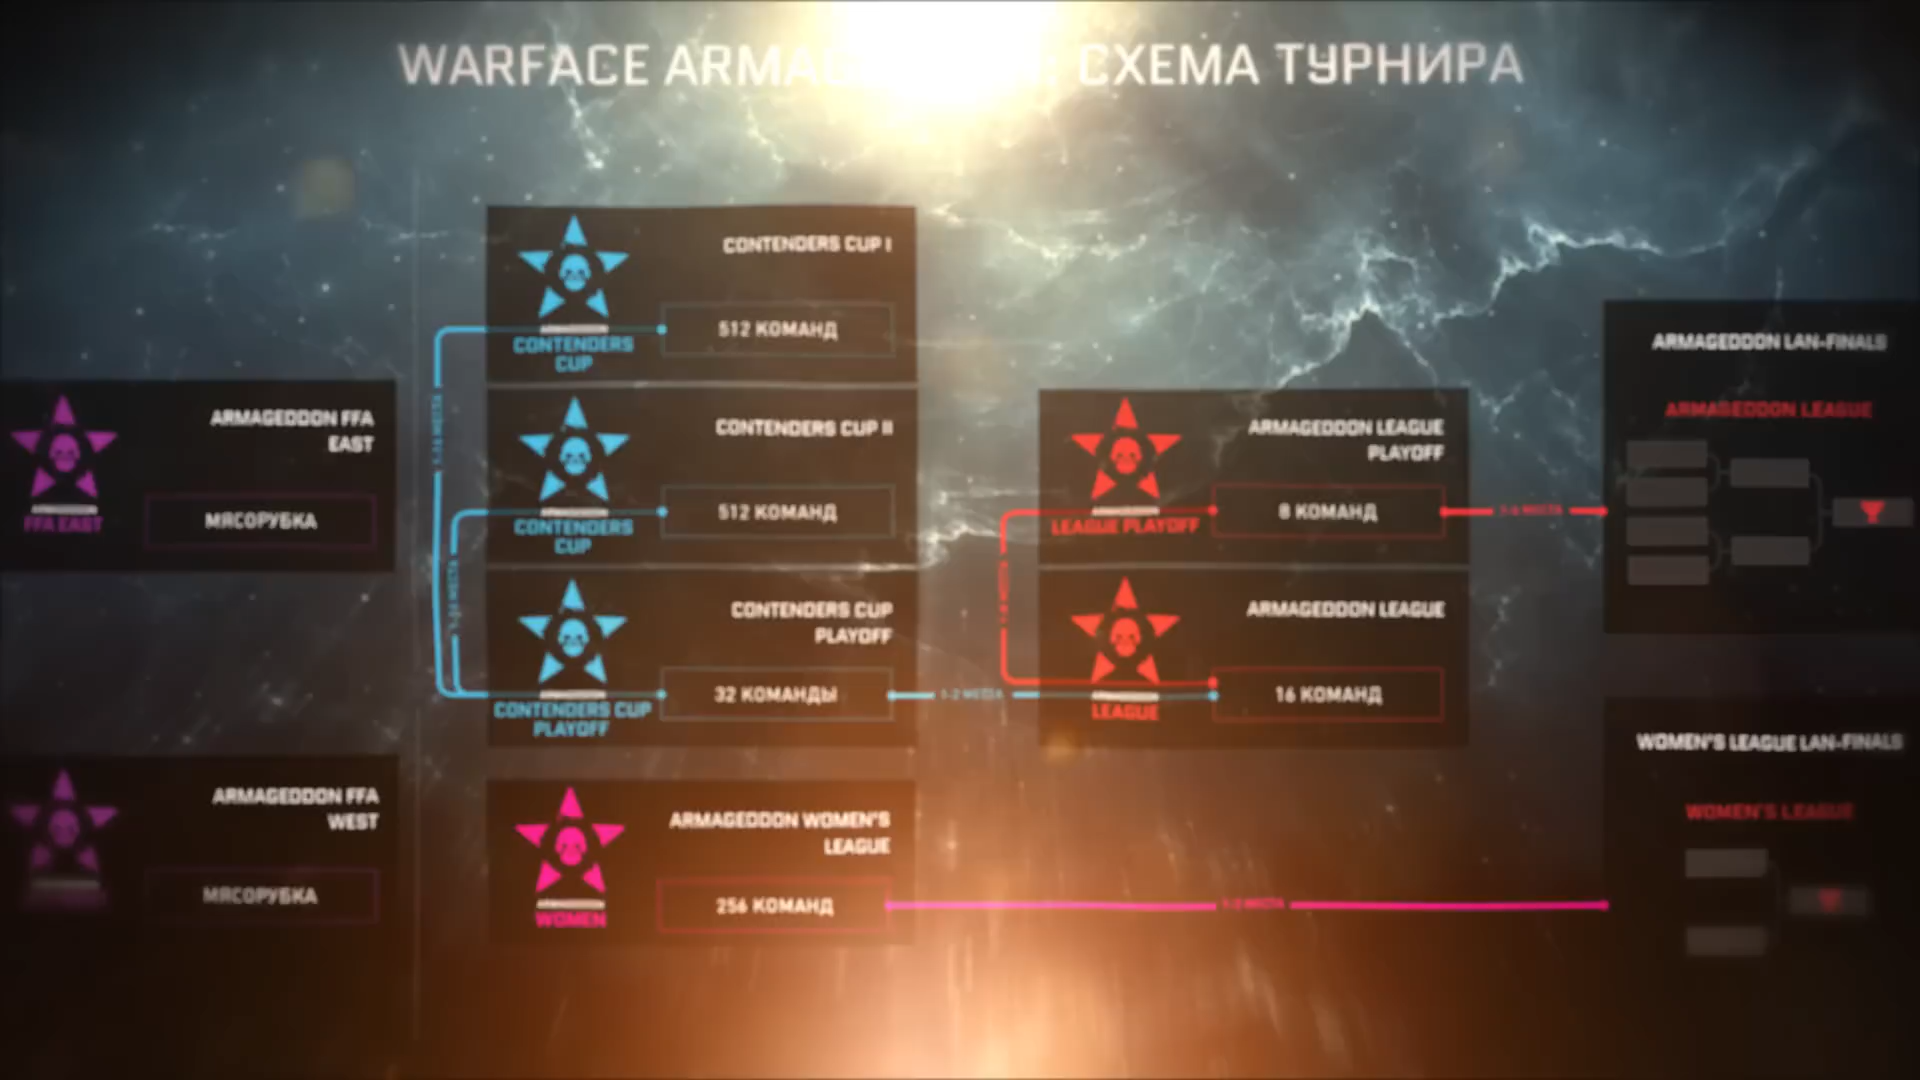 WARFACE СХЕМА ТУРНИРА
ARMAGEDDON FFA
EAST
МЯСОРУБКА
FFA EAST
ARMAGEDDON FFA
WEST
МЯСОРУБКА
CONTENDERS CUP I
512 КОМАНД
CONTENDERS
CUP
CONTENDERS CUP II
512 КОМАНД
CONTENDERS
CUP
CONTENDERS CUP
PLAYOFF
32 КОМАНДЫ
CONTENDERS CUP
PLAYOFF
1-2 МЕСТА
ARMAGEDDON WOMEN'S
LEAGUE
256 КОМАНД
WOMEN
ARMAGEDDON LEAGUE
PLAYOFF
8 КОМАНД
LEAGUE PLAYOFF
ARMAGEDDON LEAGUE
16 КОМАНД
LEAGUE
ARMAGEDDON LAN-FINALS
ARMAGEDDON LEAGUE
WOMEN'S LEAGUE LAN-FINALS
WOMEN'S LEAGUE